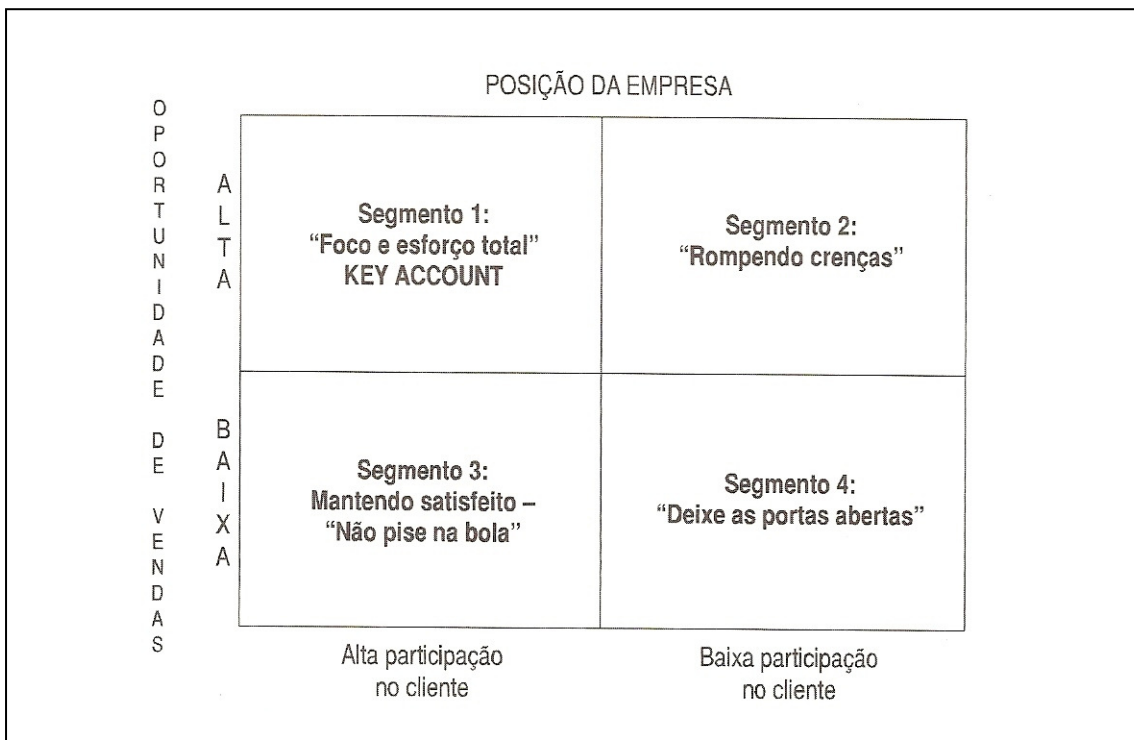 POSIÇÃO DA EMPRESA
OPORTUNIDADE DE VENDAS
ALTA
Segmento 1:
“Foco e esforço total”
KEY ACCOUNT
Segmento 2:
“Rompendo crenças”
BAIXA
Segmento 3:
Mantendo satisfeito –
“Não pise na bola”
Segmento 4:
“Deixe as portas abertas”
Alta participação
no cliente
Baixa participação
no cliente